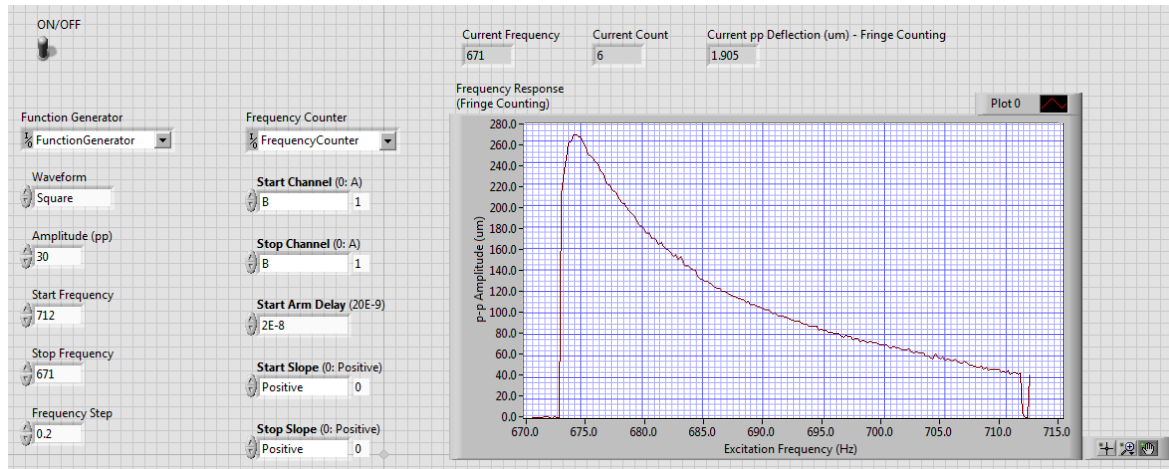 ON/OFF
Current Frequency
671
Current Count
6
Current pp Deflection (um) - Fringe Counting
1.905
Function Generator
FunctionGenerator
Waveform
Square
Amplitude (pp)
30
Start Frequency
712
Stop Frequency
671
Frequency Step
0.2
Frequency Counter
FrequencyCounter
Start Channel (0: A)
B 1
Stop Channel (0: A)
B 1
Start Arm Delay (20E-9)
2E-8
Start Slope (0: Positive)
Positive 0
Stop Slope (0: Positive)
Positive 0
Frequency Response
(Fringe Counting)
Plot 0
p-p Amplitude (um)
280.0
260.0
240.0
220.0
200.0
180.0
160.0
140.0
120.0
100.0
80.0
60.0
40.0
20.0
0.0
670.0 675.0 680.0 685.0 690.0 695.0 700.0 705.0 710.0 715.0
Excitation Frequency (Hz)